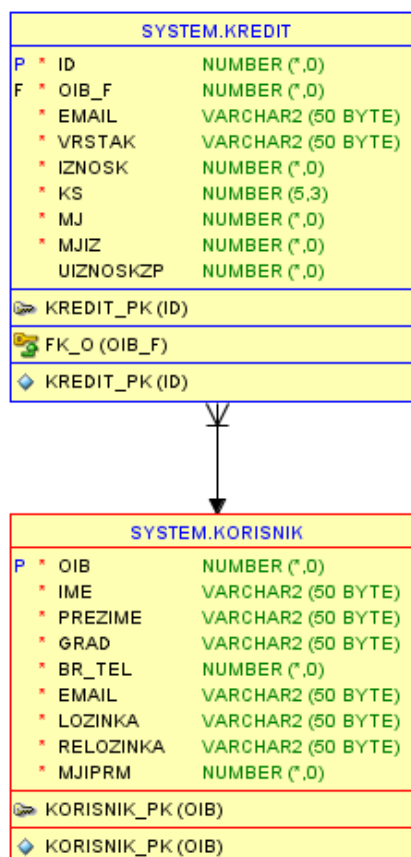 SYSTEM.KREDIT
P * ID NUMBER (*,0)
F * OIB_F NUMBER (*,0)
* EMAIL VARCHAR2 (50 BYTE)
* VRSTAK VARCHAR2 (50 BYTE)
* IZNOSK NUMBER (*,0)
* KS NUMBER (5,3)
* MJ NUMBER (*,0)
* MJIZ NUMBER (*,0)
UIZNOSKZP NUMBER (*,0)
KREDIT_PK (ID)
FK_O (OIB_F)
KREDIT_PK (ID)
SYSTEM.KORISNIK
P * OIB NUMBER (*,0)
* IME VARCHAR2 (50 BYTE)
* PREZIME VARCHAR2 (50 BYTE)
* GRAD VARCHAR2 (50 BYTE)
* BR_TEL NUMBER (*,0)
* EMAIL VARCHAR2 (50 BYTE)
* LOZINKA VARCHAR2 (50 BYTE)
* RELOZINKA VARCHAR2 (50 BYTE)
* MJIPRM NUMBER (*,0)
KORISNIK_PK (OIB)
KORISNIK_PK (OIB)